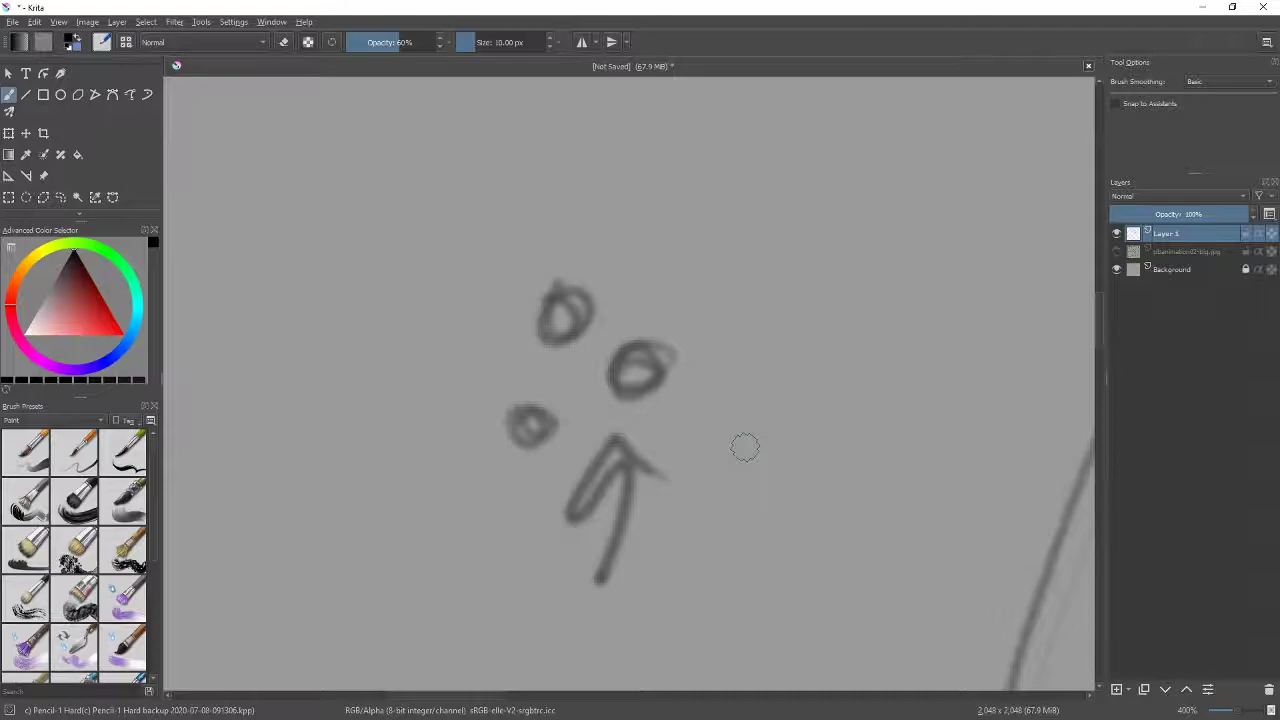 * - Krita
File Edit View Image Layer Select Filter Tools Settings Window Help
Normal Opacity: 60% Size: 10.00 px
[Not Saved] (67.9 MiB) *
Tool Options
Brush Smoothing: Basic
Snap to Assistants
Layers
Normal
Opacity: 100%
Layer 1
Background
Advanced Color Selector
Brush Presets
Paint Tag
Search
c) Pencil-1 Hard(c) Pencil-1 Hard backup 2020-07-08-091306.kpp) RGB/Alpha (8-bit integer/channel) sRGB-elle-V2-srgbtrc.icc 2,048 x 2,048 (67.9 MiB) 400%